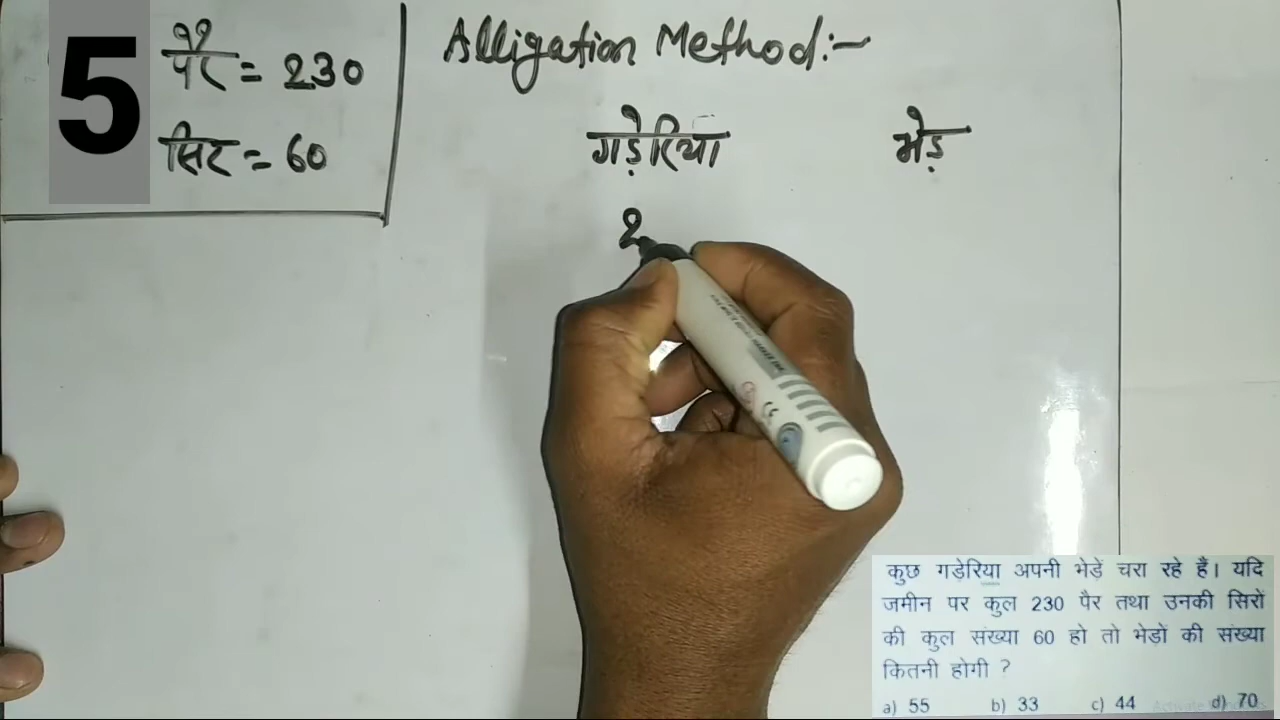 5
पैर = 230
सिर = 60
Alligation Method:-
गड़ेरिया भेड़
2
कुछ गड़ेरिया अपनी भेड़ें चरा रहे हैं। यदि
जमीन पर कुल 230 पैर तथा उनकी सिरों
की कुल संख्या 60 हो तो भेड़ों की संख्या
कितनी होगी ?
a) 55 b) 33 c) 44 d) 70